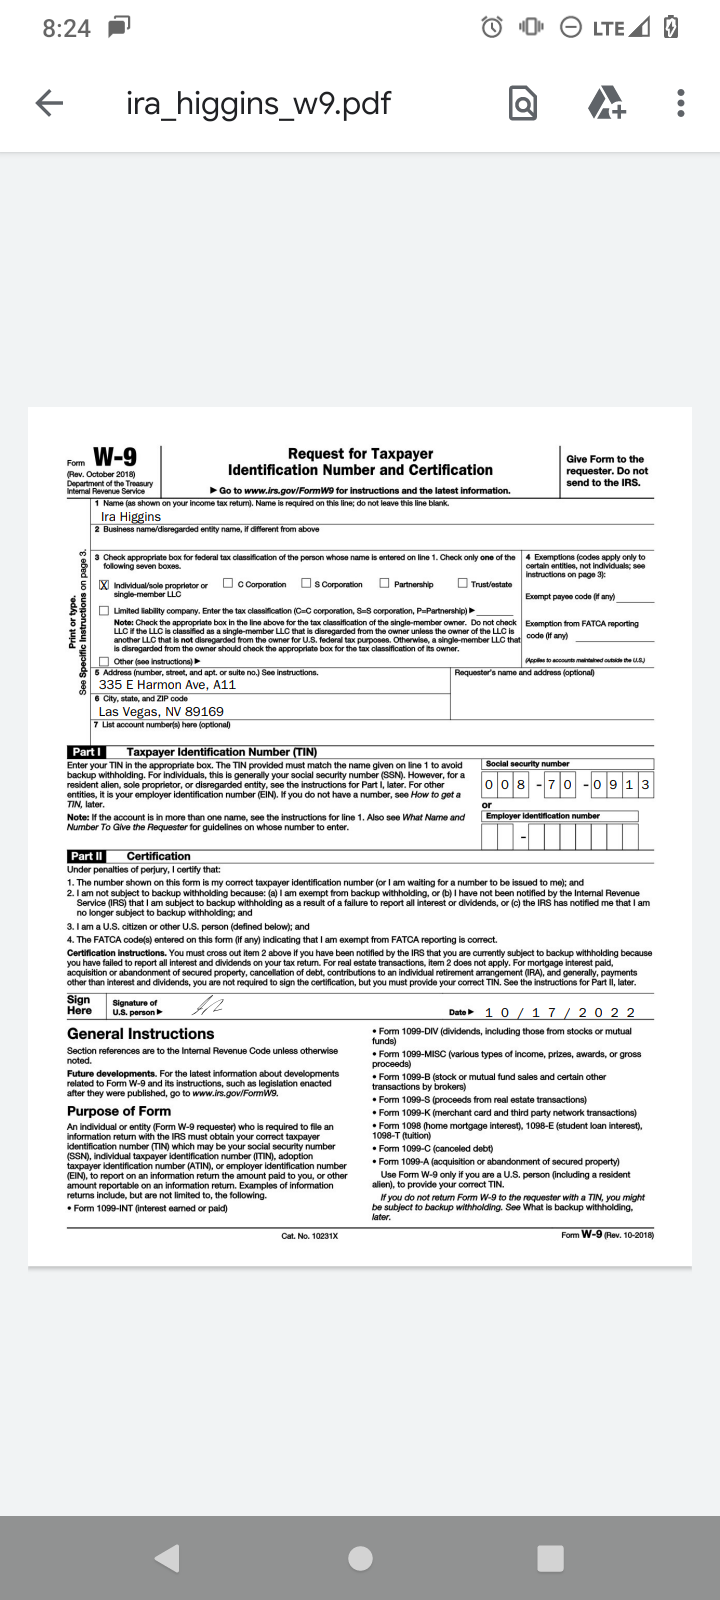 8:24
LTE
ira_higgins_w9.pdf
Form W-9
(Rev. October 2018)
Department of the Treasury
Internal Revenue Service
Request for Taxpayer
Identification Number and Certification
▶ Go to www.irs.gov/FormW9 for instructions and the latest information.
Give Form to the
requester. Do not
send to the IRS.
Print or type.
See Specific Instructions on page 3.
1 Name (as shown on your income tax return). Name is required on this line; do not leave this line blank.
Ira Higgins
2 Business name/disregarded entity name, if different from above
3 Check appropriate box for federal tax classification of the person whose name is entered on line 1. Check only one of the
following seven boxes.
X Individual/sole proprietor or
single-member LLC
C Corporation
S Corporation
Partnership
Trust/estate
Limited liability company. Enter the tax classification (C=C corporation, S=S corporation, P=Partnership) ▶
Note: Check the appropriate box in the line above for the tax classification of the single-member owner. Do not check
LLC if the LLC is classified as a single-member LLC that is disregarded from the owner unless the owner of the LLC is
another LLC that is not disregarded from the owner for U.S. federal tax purposes. Otherwise, a single-member LLC that
is disregarded from the owner should check the appropriate box for the tax classification of its owner.
Other (see instructions) ▶
4 Exemptions (codes apply only to
certain entities, not individuals; see
instructions on page 3):
Exempt payee code (if any)
Exemption from FATCA reporting
code (if any)
(Applies to accounts maintained outside the U.S.)
5 Address (number, street, and apt. or suite no.) See instructions.
335 E Harmon Ave, A11
Requester's name and address (optional)
6 City, state, and ZIP code
Las Vegas, NV 89169
7 List account number(s) here (optional)
Part I Taxpayer Identification Number (TIN)
Enter your TIN in the appropriate box. The TIN provided must match the name given on line 1 to avoid
backup withholding. For individuals, this is generally your social security number (SSN). However, for a
resident alien, sole proprietor, or disregarded entity, see the instructions for Part I, later. For other
entities, it is your employer identification number (EIN). If you do not have a number, see How to get a
TIN, later.
Note: If the account is in more than one name, see the instructions for line 1. Also see What Name and
Number To Give the Requester for guidelines on whose number to enter.
Social security number
008-70-0913
or
Employer identification number
-
Part II Certification
Under penalties of perjury, I certify that:
1. The number shown on this form is my correct taxpayer identification number (or I am waiting for a number to be issued to me); and
2. I am not subject to backup withholding because: (a) I am exempt from backup withholding, or (b) I have not been notified by the Internal Revenue
Service (IRS) that I am subject to backup withholding as a result of a failure to report all interest or dividends, or (c) the IRS has notified me that I am
no longer subject to backup withholding; and
3. I am a U.S. citizen or other U.S. person (defined below); and
4. The FATCA code(s) entered on this form (if any) indicating that I am exempt from FATCA reporting is correct.
Certification instructions. You must cross out item 2 above if you have been notified by the IRS that you are currently subject to backup withholding because
you have failed to report all interest and dividends on your tax return. For real estate transactions, item 2 does not apply. For mortgage interest paid,
acquisition or abandonment of secured property, cancellation of debt, contributions to an individual retirement arrangement (IRA), and generally, payments
other than interest and dividends, you are not required to sign the certification, but you must provide your correct TIN. See the instructions for Part II, later.
Sign
Here
Signature of
U.S. person ▶
Date ▶ 10/17/2022
General Instructions
Section references are to the Internal Revenue Code unless otherwise
noted.
Future developments. For the latest information about developments
related to Form W-9 and its instructions, such as legislation enacted
after they were published, go to www.irs.gov/FormW9.
Purpose of Form
An individual or entity (Form W-9 requester) who is required to file an
information return with the IRS must obtain your correct taxpayer
identification number (TIN) which may be your social security number
(SSN), individual taxpayer identification number (ITIN), adoption
taxpayer identification number (ATIN), or employer identification number
(EIN), to report on an information return the amount paid to you, or other
amount reportable on an information return. Examples of information
returns include, but are not limited to, the following.
• Form 1099-INT (interest earned or paid)
• Form 1099-DIV (dividends, including those from stocks or mutual
funds)
• Form 1099-MISC (various types of income, prizes, awards, or gross
proceeds)
• Form 1099-B (stock or mutual fund sales and certain other
transactions by brokers)
• Form 1099-S (proceeds from real estate transactions)
• Form 1099-K (merchant card and third party network transactions)
• Form 1098 (home mortgage interest), 1098-E (student loan interest),
1098-T (tuition)
• Form 1099-C (canceled debt)
• Form 1099-A (acquisition or abandonment of secured property)
Use Form W-9 only if you are a U.S. person (including a resident
alien), to provide your correct TIN.
If you do not return Form W-9 to the requester with a TIN, you might
be subject to backup withholding. See What is backup withholding,
later.
Cat. No. 10231X
Form W-9 (Rev. 10-2018)